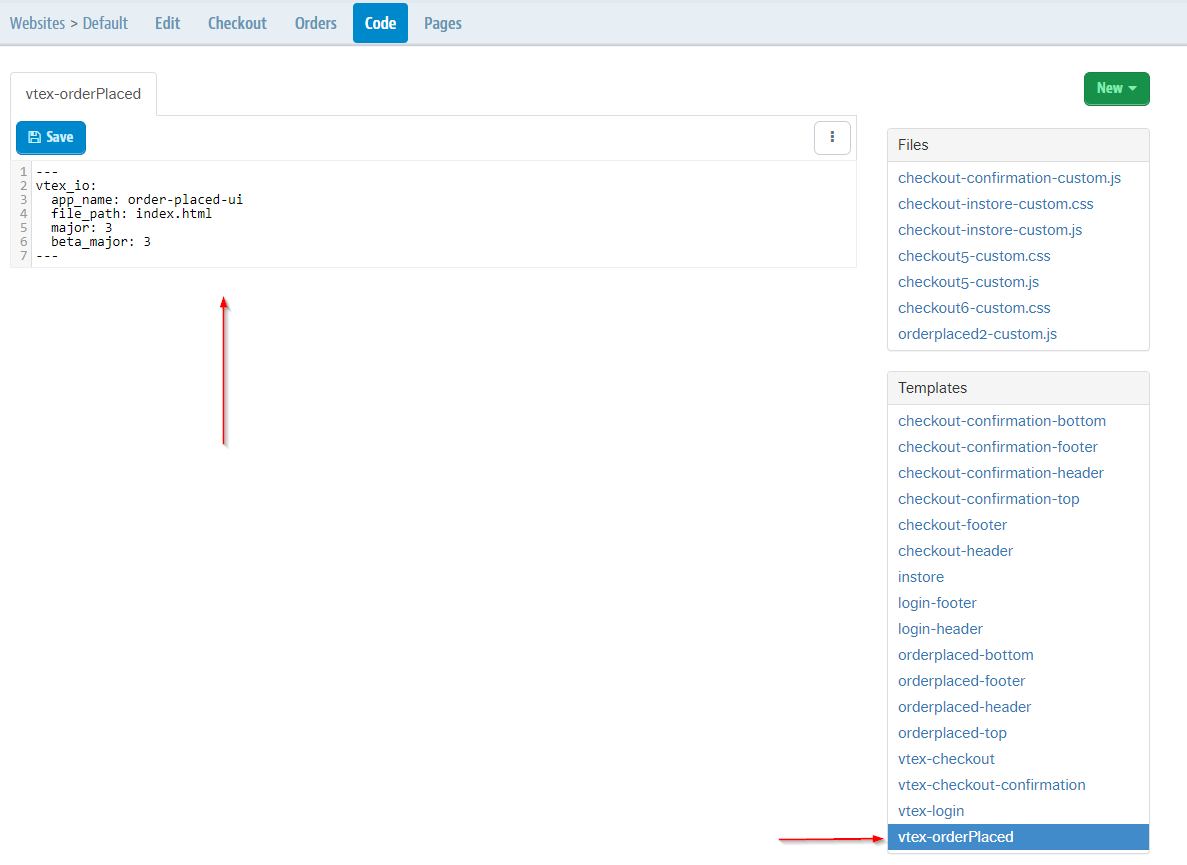 Websites > Default Edit Checkout Orders Code Pages
vtex-orderPlaced
New
Save
1 ---
2 vtex_io:
3   app_name: order-placed-ui
4   file_path: index.html
5   major: 3
6   beta_major: 3
7 ---
Files
checkout-confirmation-custom.js
checkout-instore-custom.css
checkout-instore-custom.js
checkout5-custom.css
checkout5-custom.js
checkout6-custom.css
orderplaced2-custom.js
Templates
checkout-confirmation-bottom
checkout-confirmation-footer
checkout-confirmation-header
checkout-confirmation-top
checkout-footer
checkout-header
instore
login-footer
login-header
orderplaced-bottom
orderplaced-footer
orderplaced-header
orderplaced-top
vtex-checkout
vtex-checkout-confirmation
vtex-login
vtex-orderPlaced